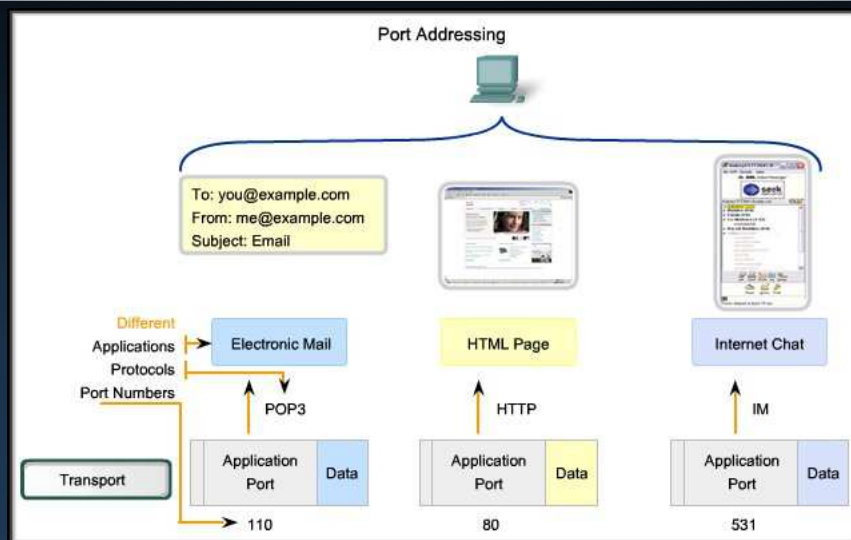 Port Addressing
To: you@example.com
From: me@example.com
Subject: Email
seek
Different
Applications
Protocols
Port Numbers
Electronic Mail
HTML Page
Internet Chat
POP3
HTTP
IM
Transport
Application
Port
Data
Application
Port
Data
Application
Port
Data
110
80
531